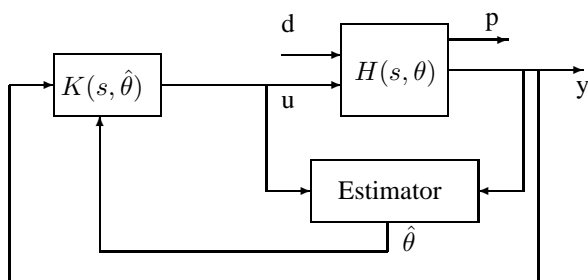 d
p
K(s, θ̂)
H(s, θ)
u
y
Estimator
θ̂